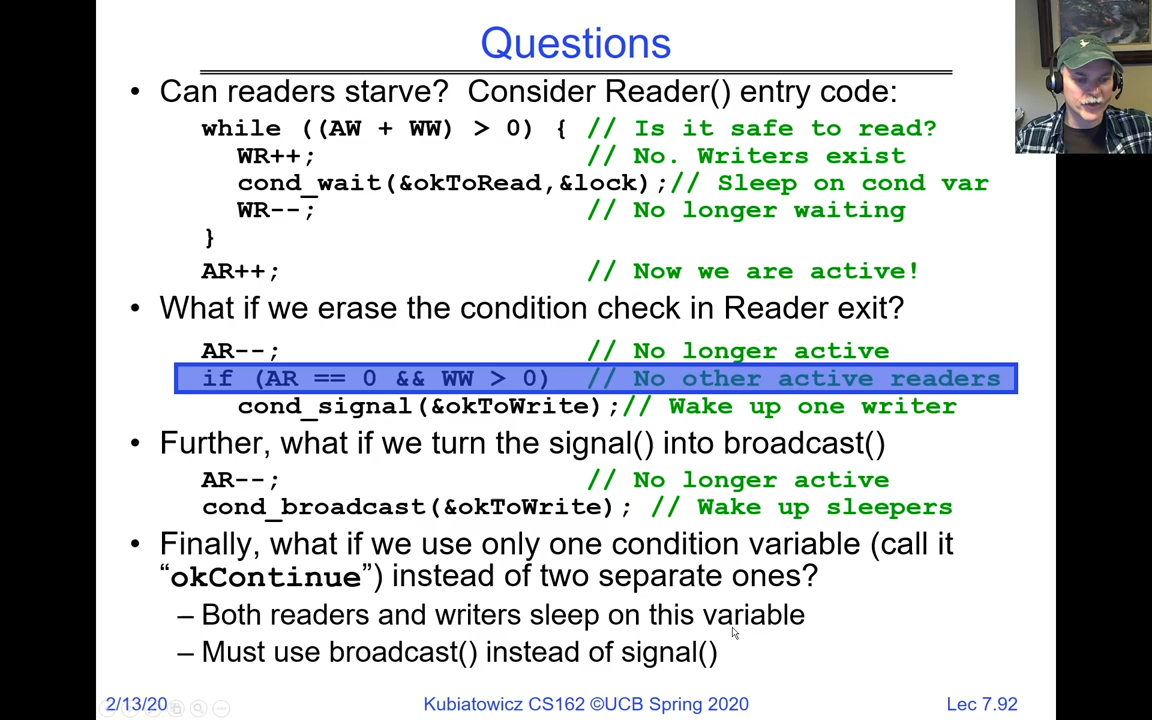 Questions
• Can readers starve? Consider Reader() entry code:
while ((AW + WW) > 0) { // Is it safe to read?
WR++; // No. Writers exist
cond_wait(&okToRead,&lock);// Sleep on cond var
WR--; // No longer waiting
}
AR++; // Now we are active!
• What if we erase the condition check in Reader exit?
AR--; // No longer active
if (AR == 0 && WW > 0) // No other active readers
cond_signal(&okToWrite);// Wake up one writer
• Further, what if we turn the signal() into broadcast()
AR--; // No longer active
cond_broadcast(&okToWrite); // Wake up sleepers
• Finally, what if we use only one condition variable (call it
“okContinue”) instead of two separate ones?
– Both readers and writers sleep on this variable
– Must use broadcast() instead of signal()
2/13/20 Kubiatowicz CS162 ©UCB Spring 2020 Lec 7.92